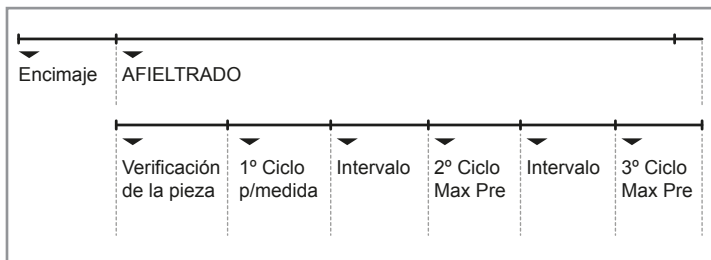 Encimaje
AFIELTRADO
Verificación
de la pieza
1º Ciclo
p/medida
Intervalo
2º Ciclo
Max Pre
Intervalo
3º Ciclo
Max Pre